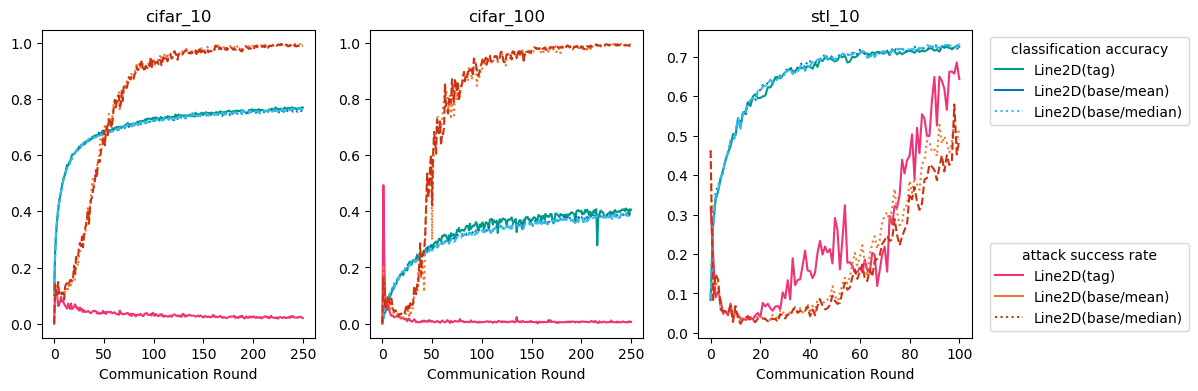 cifar_10
cifar_100
stl_10
1.0
0.8
0.6
0.4
0.2
0.0
0
50
100
150
200
250
Communication Round
1.0
0.8
0.6
0.4
0.2
0.0
0
50
100
150
200
250
Communication Round
0.7
0.6
0.5
0.4
0.3
0.2
0.1
0.0
0
20
40
60
80
100
Communication Round
classification accuracy
Line2D(tag)
Line2D(base/mean)
Line2D(base/median)
attack success rate
Line2D(tag)
Line2D(base/mean)
Line2D(base/median)